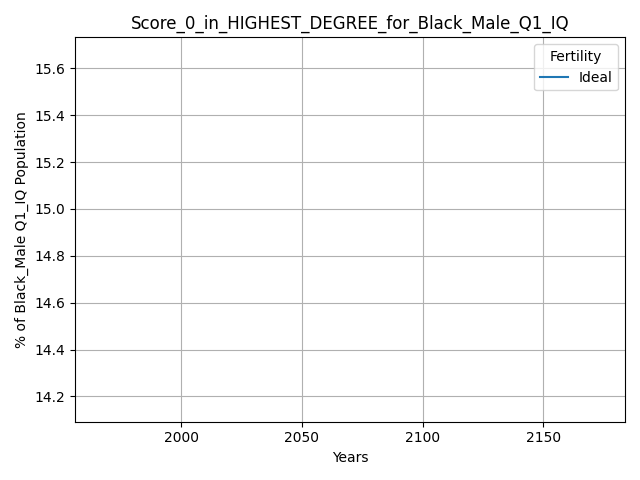 Score_0_in_HIGHEST_DEGREE_for_Black_Male_Q1_IQ
Fertility
Ideal
% of Black_Male Q1_IQ Population
15.6
15.4
15.2
15.0
14.8
14.6
14.4
14.2
2000 2050 2100 2150
Years